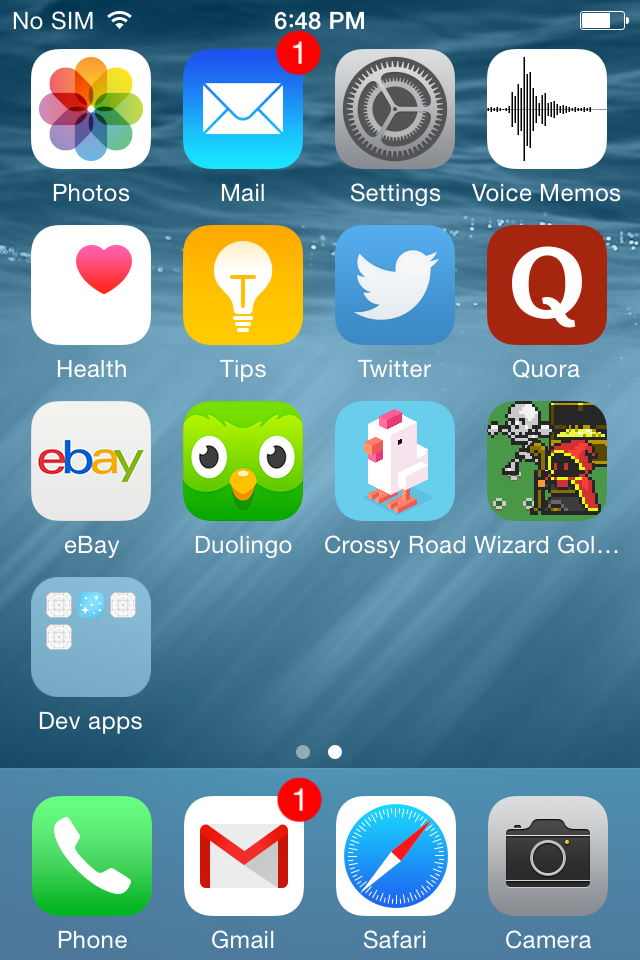 No SIM 6:48 PM
1
Photos Mail Settings Voice Memos
T Q
Health Tips Twitter Quora
ebay
eBay Duolingo Crossy Road Wizard Gol...
Dev apps
1
Phone Gmail Safari Camera